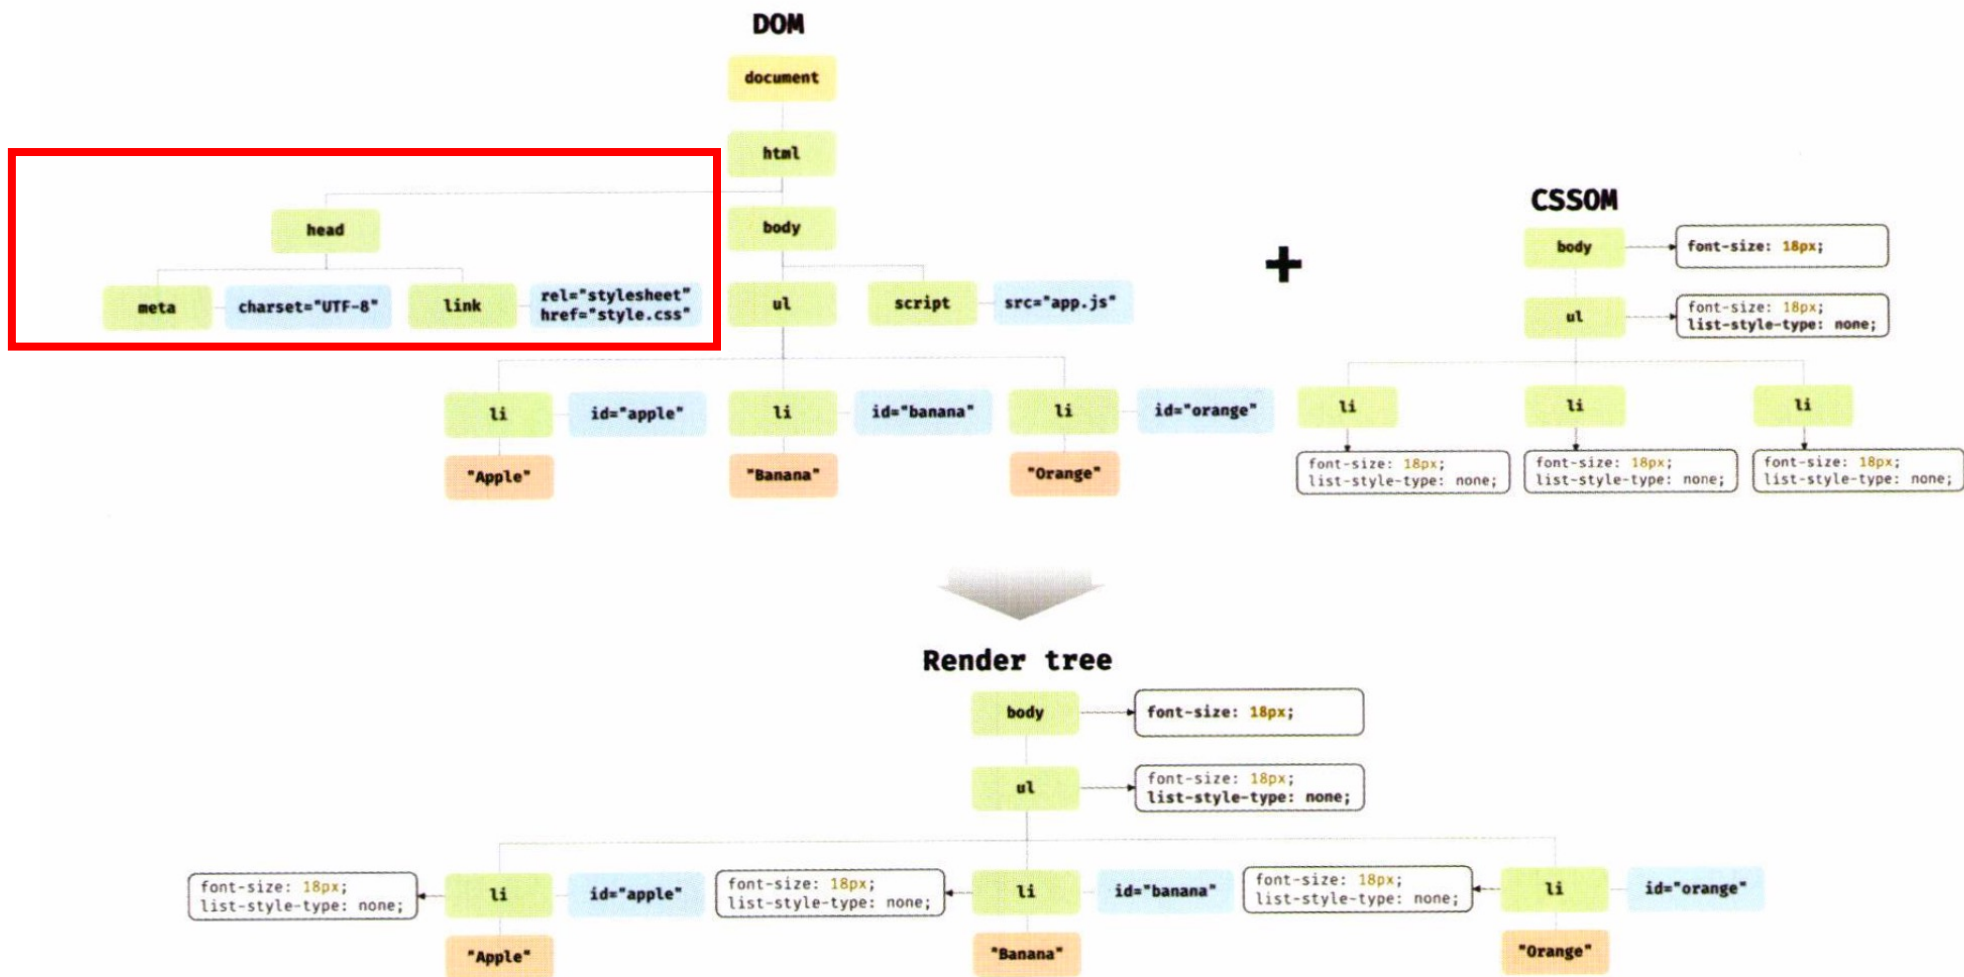 DOM
document
html
head
body
meta
charset="UTF-8"
link
rel="stylesheet"
href="style.css"
ul
script
src="app.js"
li
id="apple"
li
id="banana"
li
id="orange"
"Apple"
"Banana"
"Orange"
+
CSSOM
body
font-size: 18px;
ul
font-size: 18px;
list-style-type: none;
li
li
li
font-size: 18px;
list-style-type: none;
font-size: 18px;
list-style-type: none;
font-size: 18px;
list-style-type: none;
Render tree
body
font-size: 18px;
ul
font-size: 18px;
list-style-type: none;
font-size: 18px;
list-style-type: none;
li
id="apple"
font-size: 18px;
list-style-type: none;
li
id="banana"
font-size: 18px;
list-style-type: none;
li
id="orange"
"Apple"
"Banana"
"Orange"